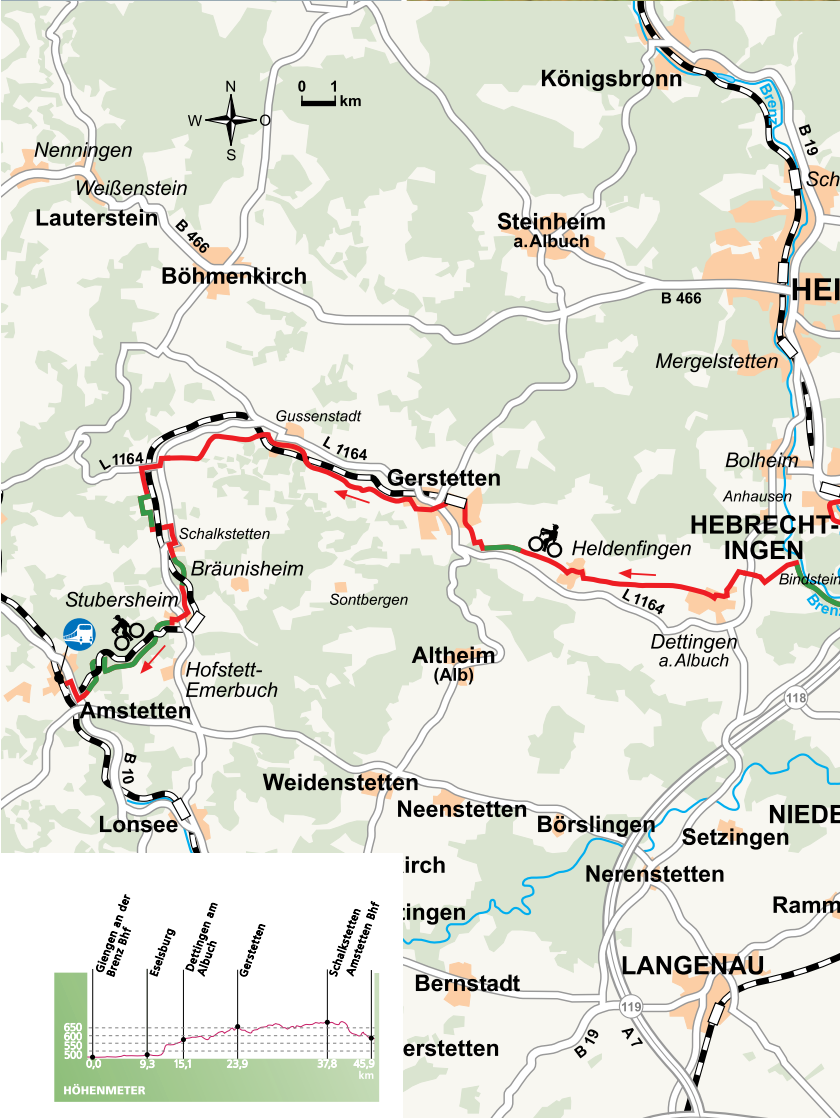 Königsbronn
Brenz
B 19
N
W
O
S
0 1
km
Nenningen
Weißenstein
Lauterstein
B 466
Böhmenkirch
Sch
Steinheim
a. Albuch
B 466
HEI
Mergelstetten
Gussenstadt
L 1164
L 1164
Gerstetten
Bolheim
Anhausen
HEBRECHT-
INGEN
Schalkstetten
Bräunisheim
Heldenfingen
Bindstein
Brenz
Stubersheim
Sontbergen
L 1164
Dettingen
a. Albuch
Altheim
(Alb)
Hofstett-
Emerbuch
118
Amstetten
B 10
Weidenstetten
Neenstetten
Börslingen
NIEDE
Setzingen
Lonsee
irch
Nerenstetten
zingen
Ramm
LANGENAU
Bernstadt
119
B 19
A 7
erstetten
Giengen an der
Brenz Bhf
Eselsburg
Dettingen am
Albuch
Gerstetten
Schalkstetten
Amstetten Bhf
650
600
550
500
0,0 9,3 15,1 23,9 37,8 45,9
km
HÖHENMETER